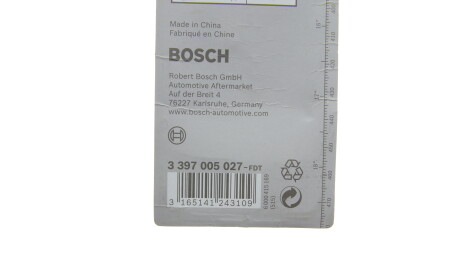 Made in China
Fabriqué en Chine
BOSCH
Robert Bosch GmbH
Automotive Aftermarket
Auf der Breit 4
76227 Karlsruhe, Germany
www.bosch-automotive.com
3 397 005 027-FDT
3 165141 243109